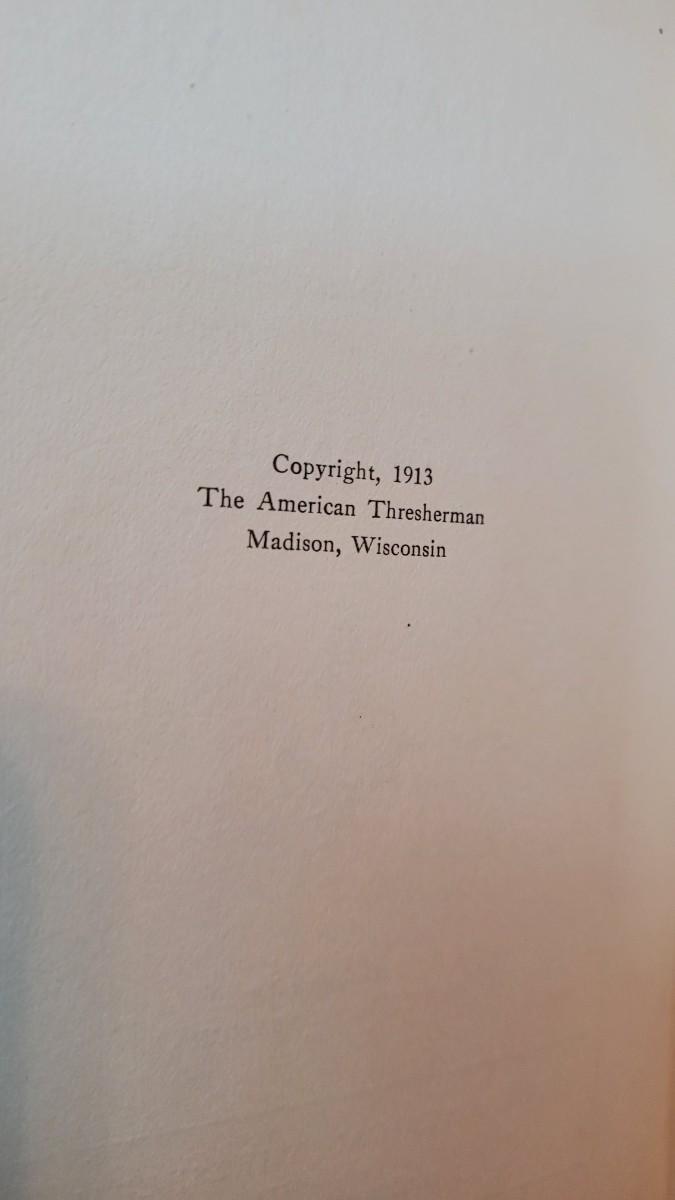 Copyright, 1913
The American Thresherman
Madison, Wisconsin